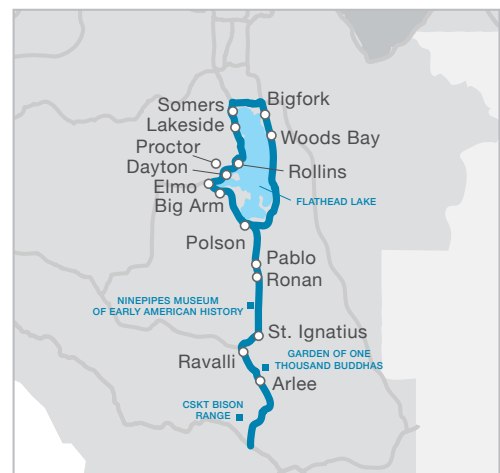 Somers
Bigfork
Lakeside
Woods Bay
Proctor
Dayton
Rollins
Elmo
FLATHEAD LAKE
Big Arm
Polson
Pablo
Ronan
NINEPIPES MUSEUM
OF EARLY AMERICAN HISTORY
St. Ignatius
Ravalli
GARDEN OF ONE
THOUSAND BUDDHAS
Arlee
CSKT BISON
RANGE